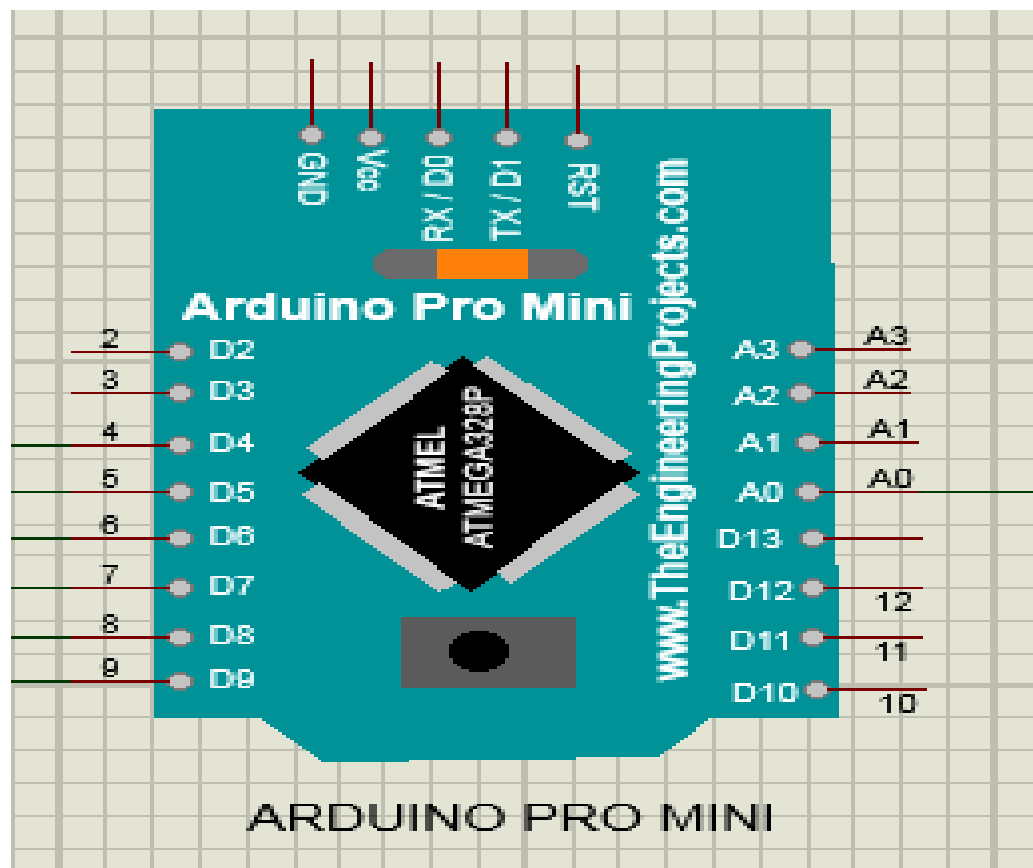 GND
Vcc
RX / D0
TX / D1
RST
Arduino Pro Mini
www.TheEngineeringProjects.com
2 D2
3 D3
4 D4
5 D5
6 D6
7 D7
8 D8
9 D9
ATMEL
ATMEGA328P
A3 A3
A2 A2
A1 A1
A0 A0
D13
D12 12
D11 11
D10 10
ARDUINO PRO MINI